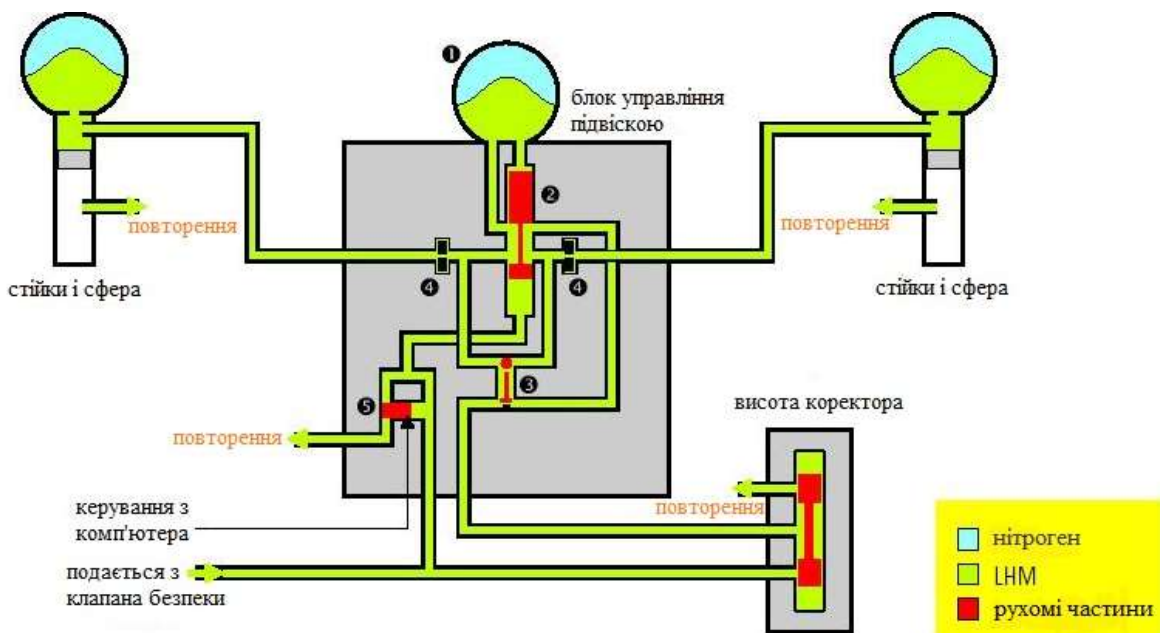 ❶
блок управління
підвіскою
❷
повторення
повторення
❹
❹
стійки і сфера
стійки і сфера
❸
❺
висота коректора
повторення
керування з
комп'ютера
повторення
подається з
клапана безпеки
нітроген
LHM
рухомі частини